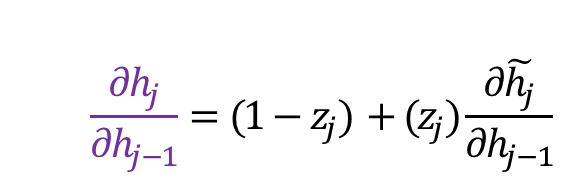 ∂h_j/∂h_{j−1} = (1 − z_j) + (z_j) ∂h̃_j/∂h_{j−1}